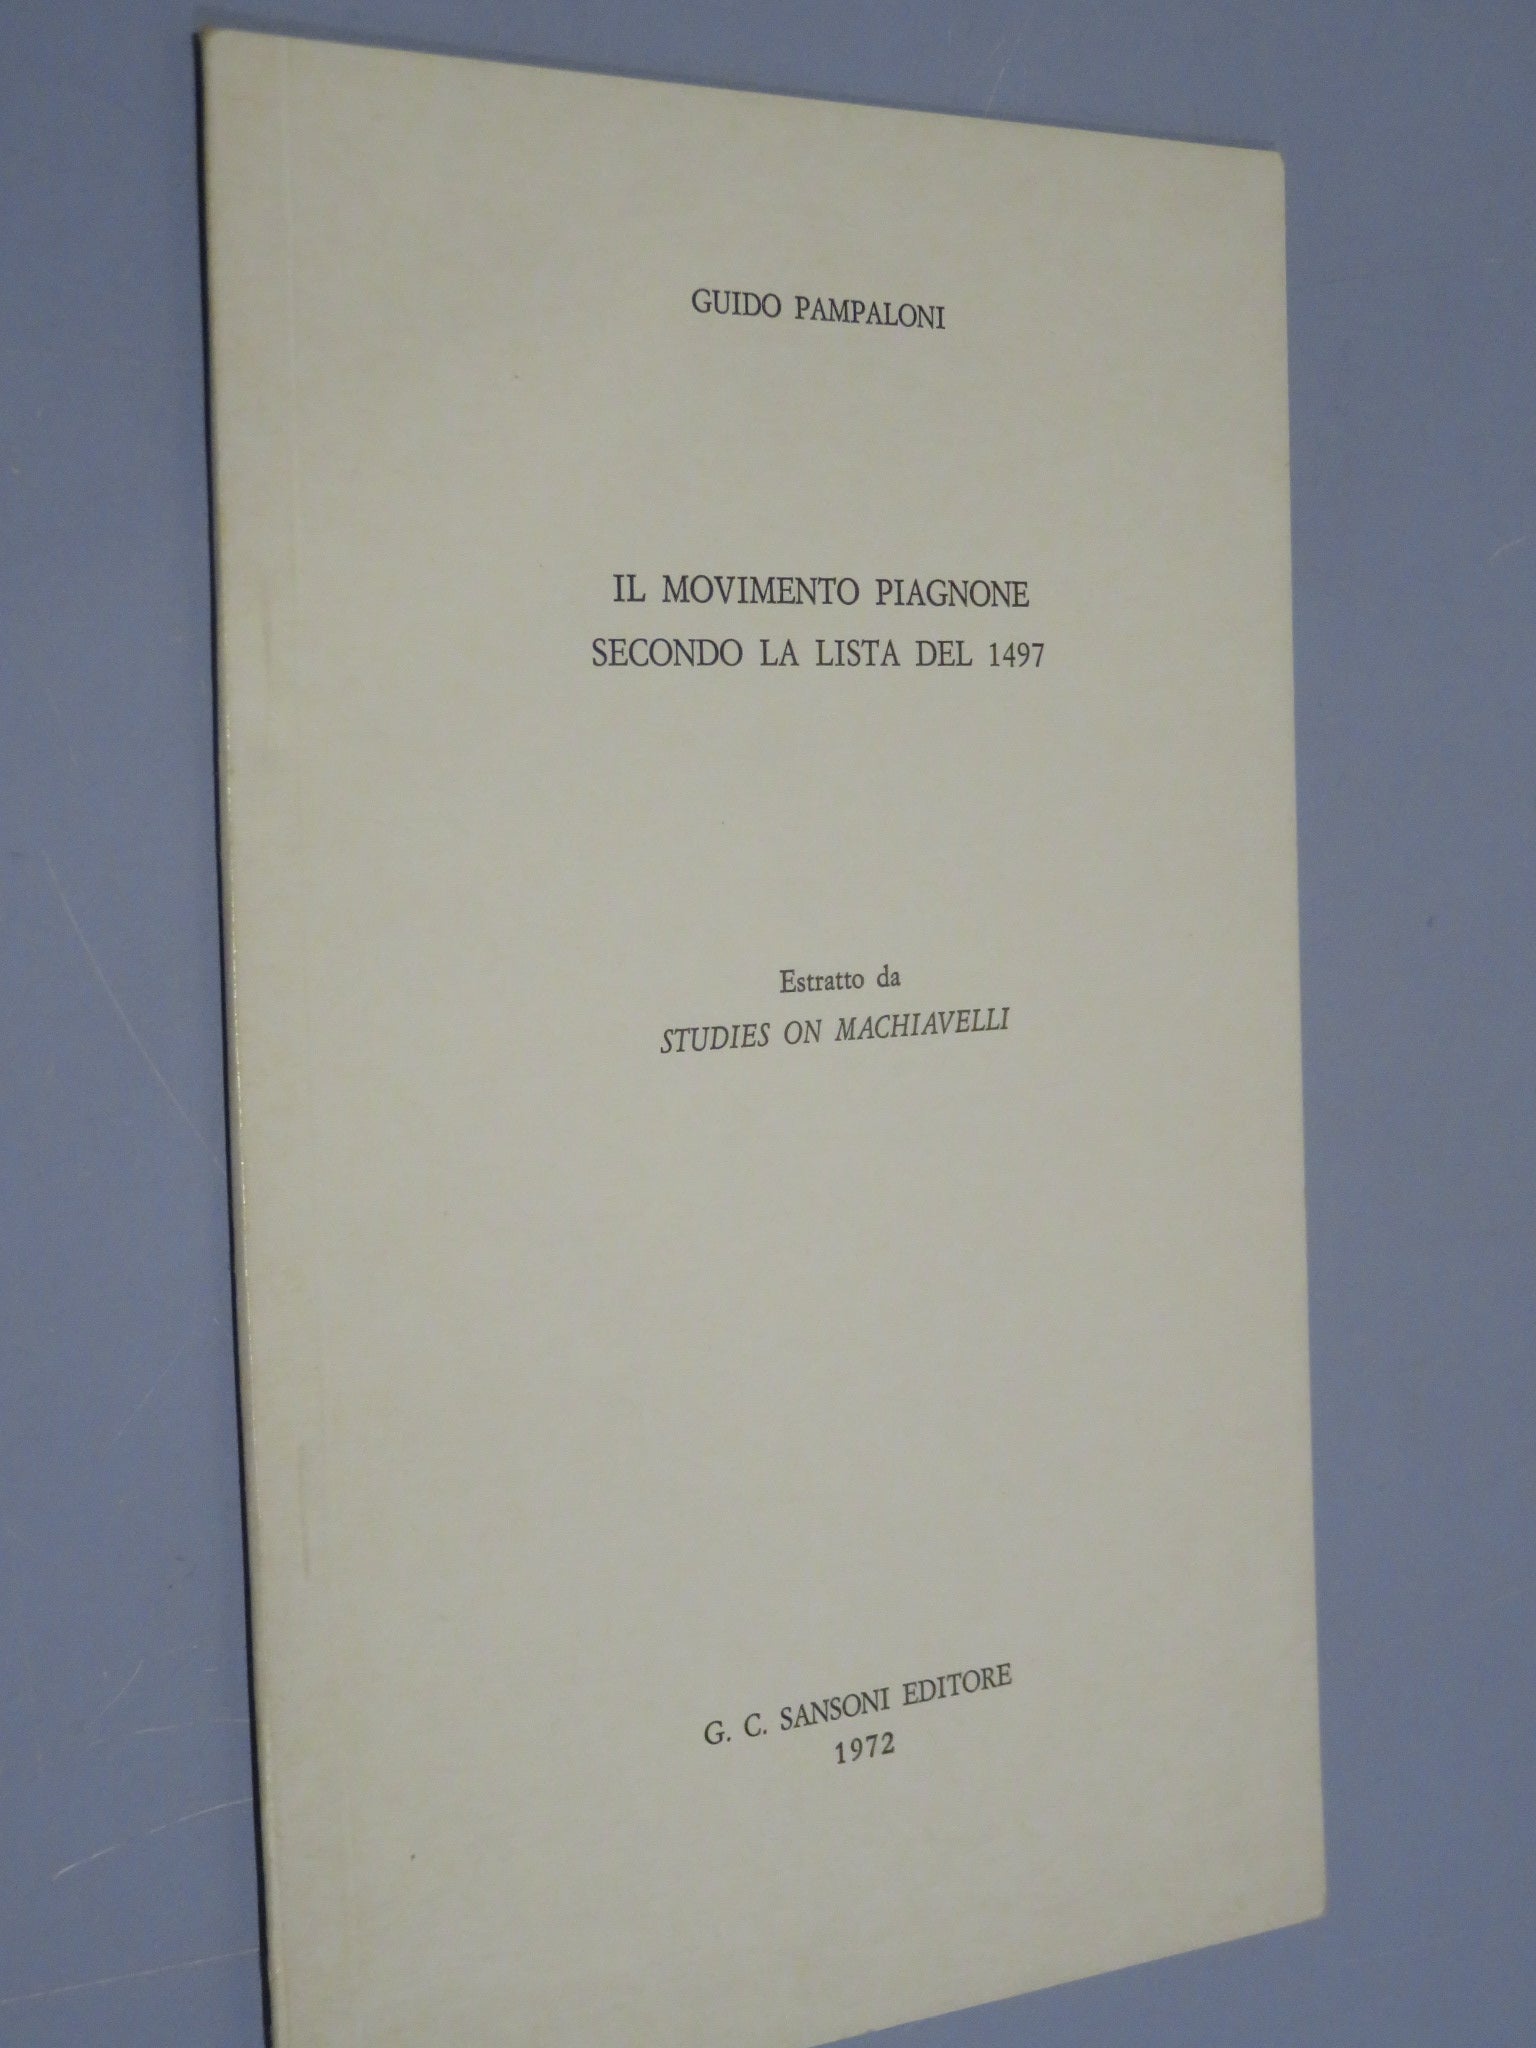 GUIDO PAMPALONI
IL MOVIMENTO PIAGNONE
SECONDO LA LISTA DEL 1497
Estratto da
STUDIES ON MACHIAVELLI
G. C. SANSONI EDITORE
1972